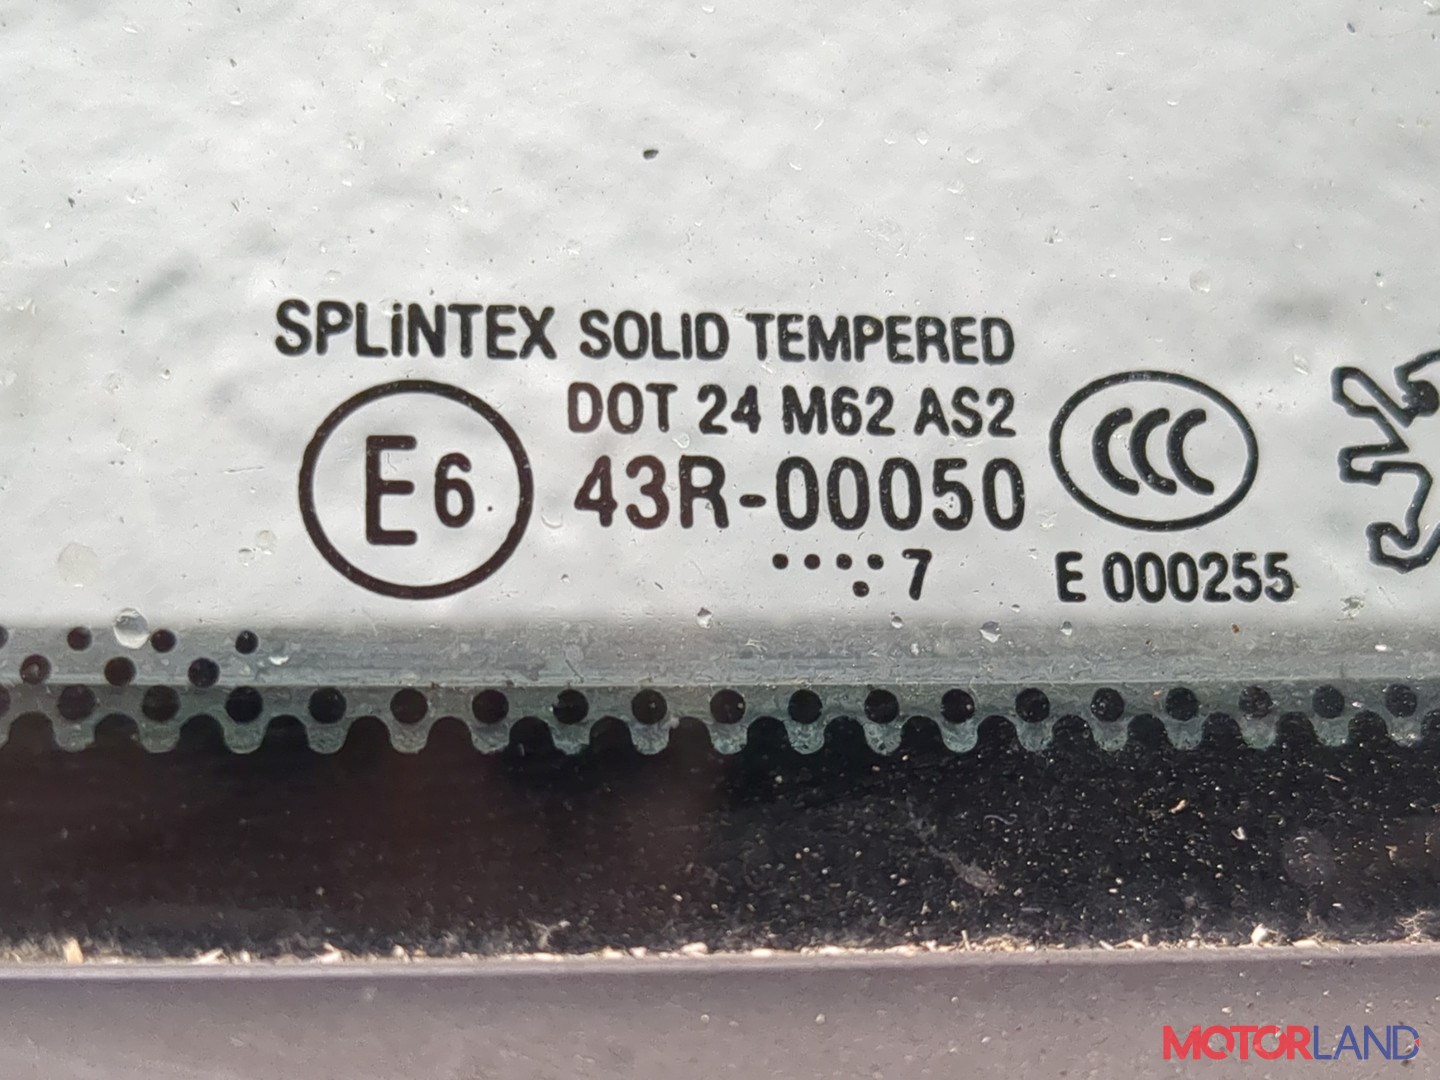 SPLiNTEX SOLID TEMPERED
DOT 24 M62 AS2
E6
43R-00050
CCC
....7
E 000255
MOTORLAND